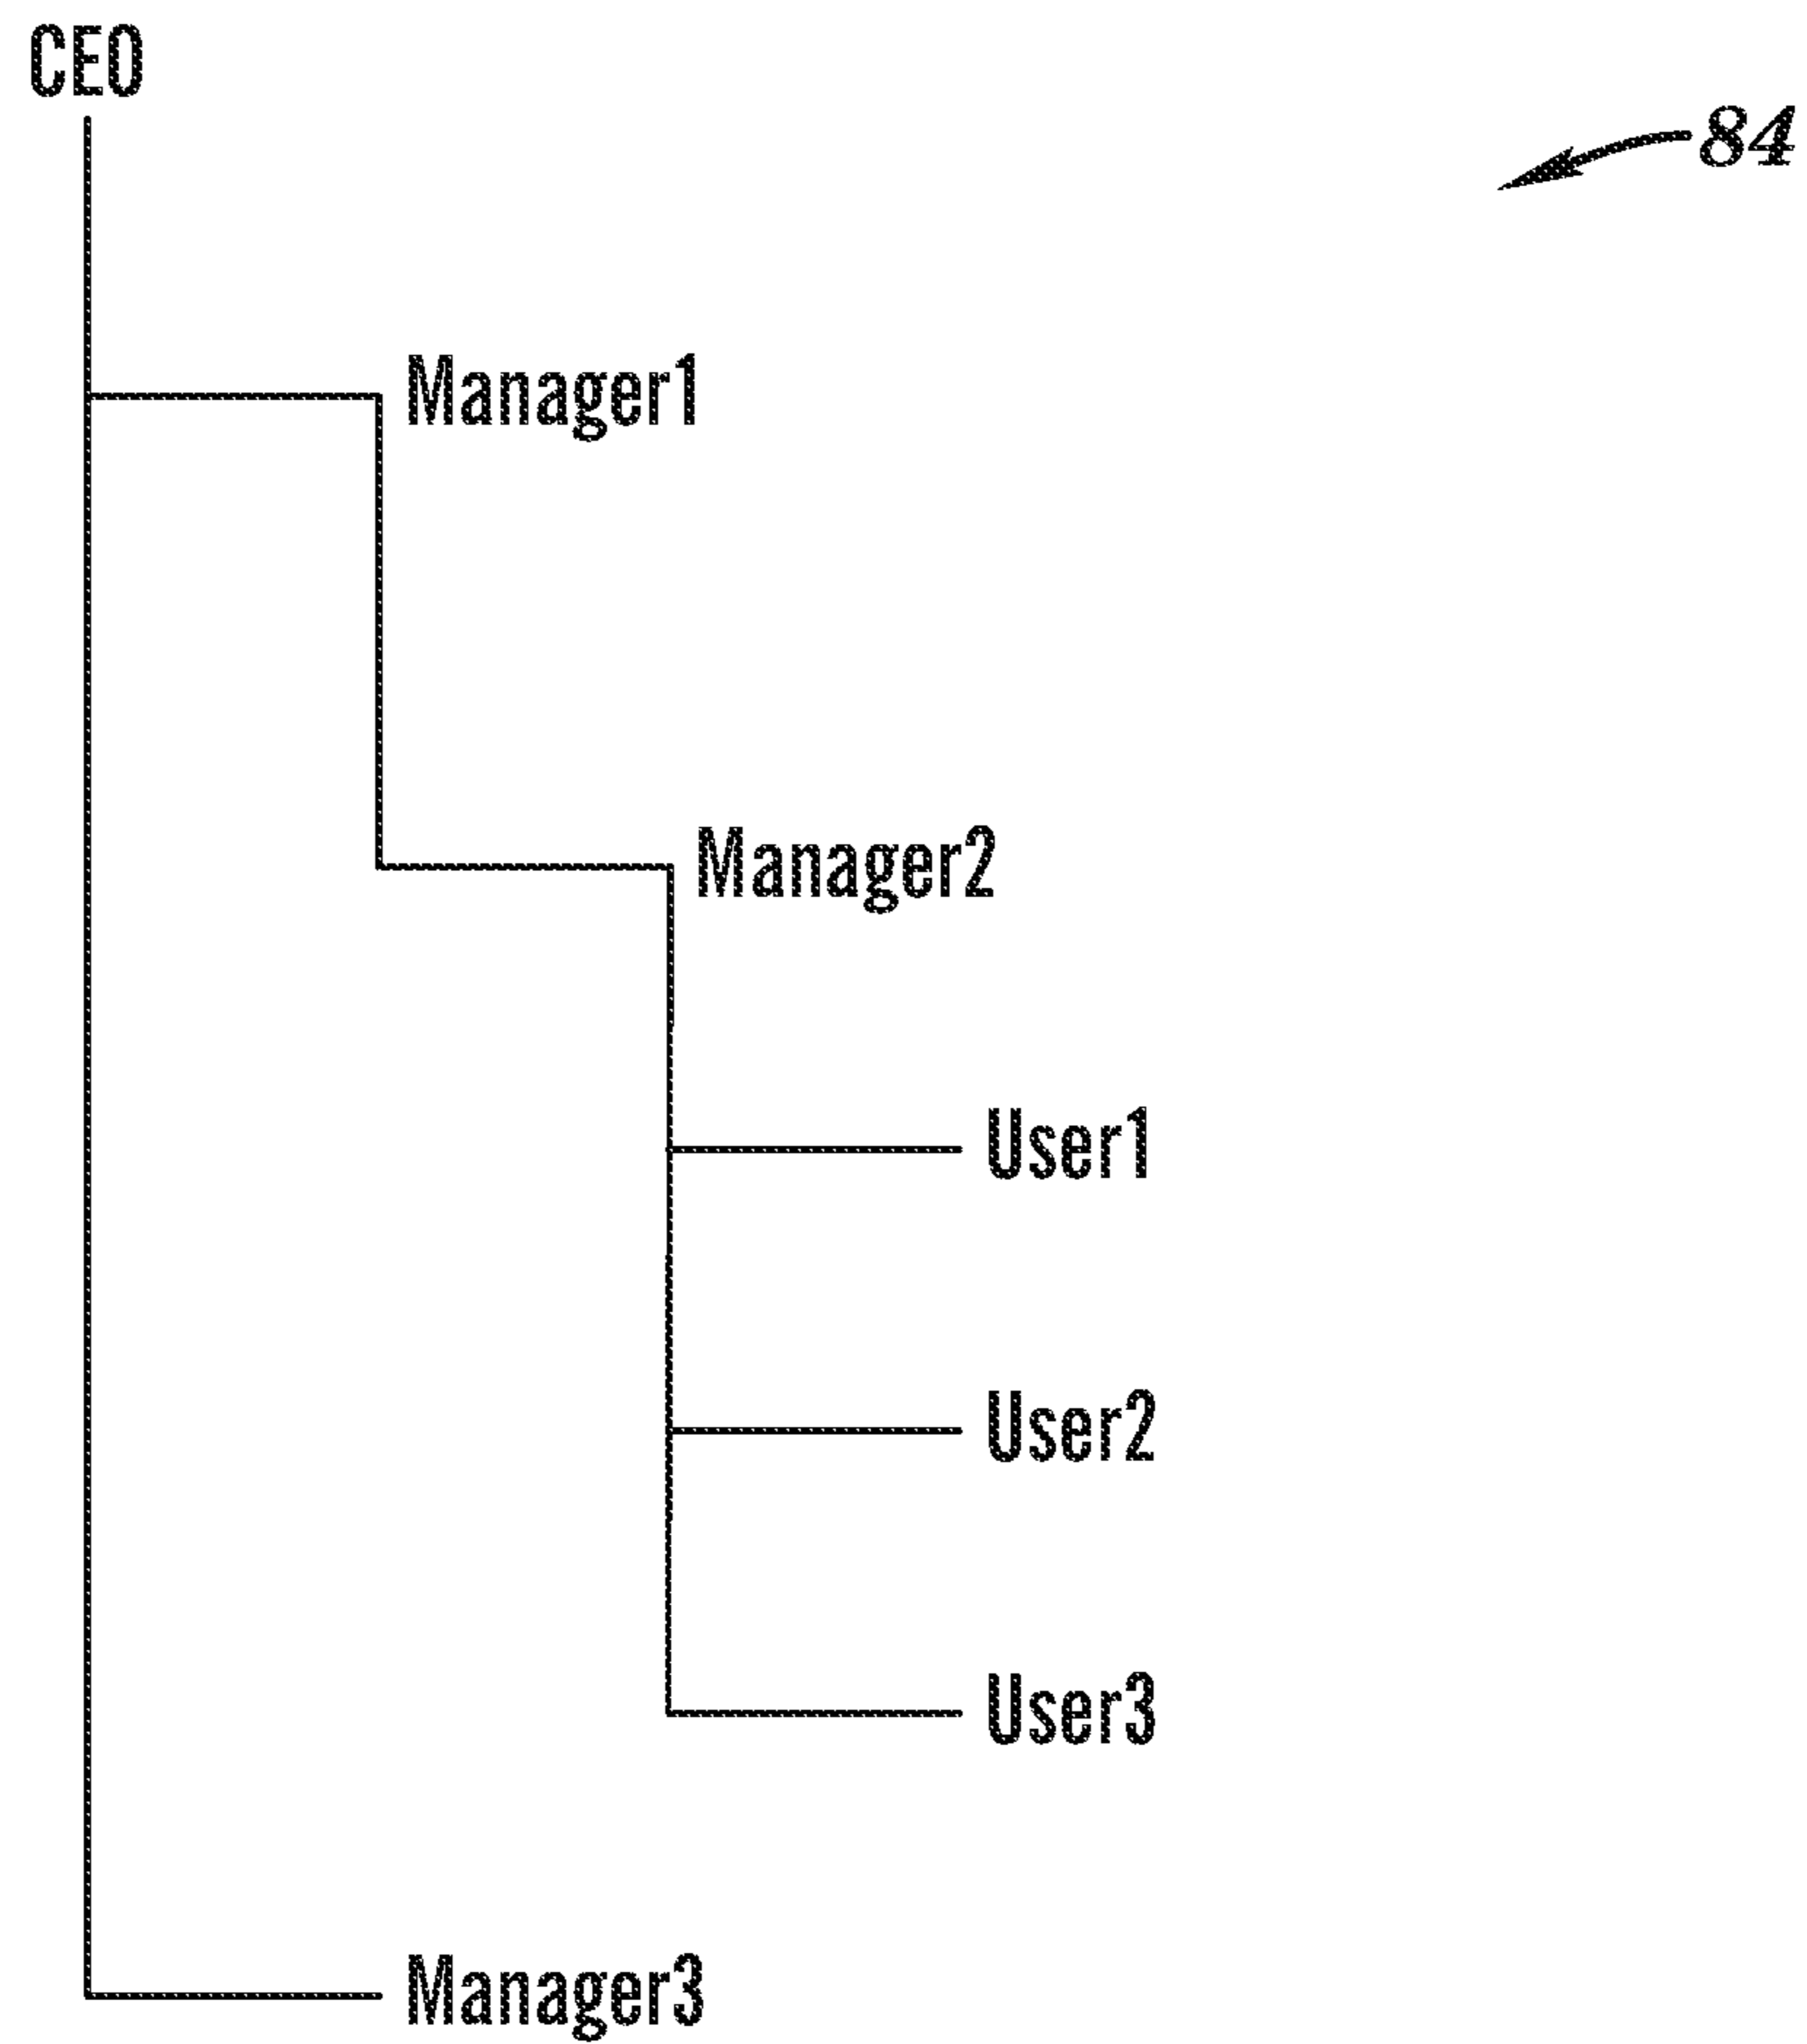 CEO
84
Manager1
Manager2
User1
User2
User3
Manager3